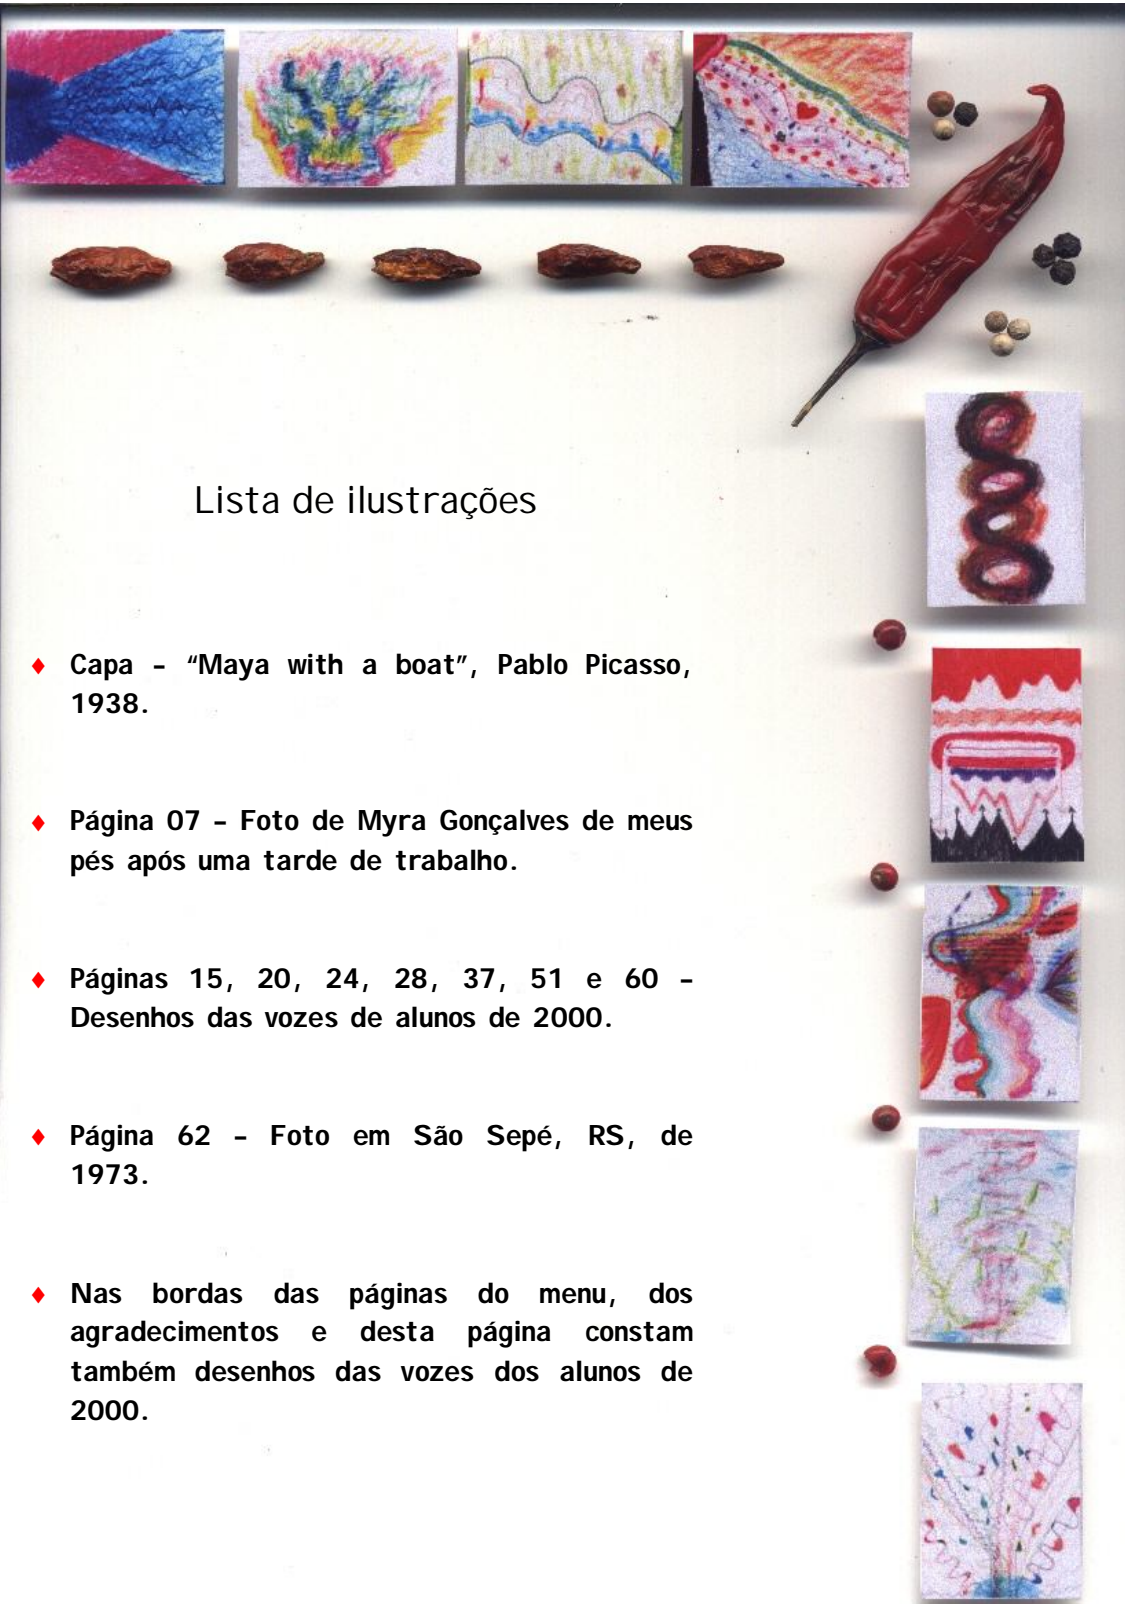 Lista de ilustrações
♦ Capa – “Maya with a boat”, Pablo Picasso,
1938.
♦ Página 07 – Foto de Myra Gonçalves de meus
pés após uma tarde de trabalho.
♦ Páginas 15, 20, 24, 28, 37, 51 e 60 –
Desenhos das vozes de alunos de 2000.
♦ Página 62 – Foto em São Sepé, RS, de
1973.
♦ Nas bordas das páginas do menu, dos
agradecimentos e desta página constam
também desenhos das vozes dos alunos de
2000.